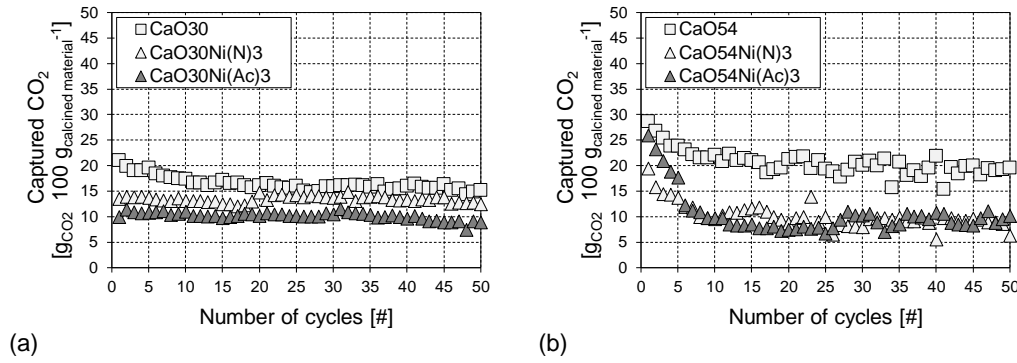 Captured CO2
[gCO2 100 gcalcined material-1]
50
45
40
35
30
25
20
15
10
5
0
CaO30
CaO30Ni(N)3
CaO30Ni(Ac)3
0 5 10 15 20 25 30 35 40 45 50
Number of cycles [#]
(a)
Captured CO2
[gCO2 100 gcalcined material-1]
50
45
40
35
30
25
20
15
10
5
0
CaO54
CaO54Ni(N)3
CaO54Ni(Ac)3
0 5 10 15 20 25 30 35 40 45 50
Number of cycles [#]
(b)